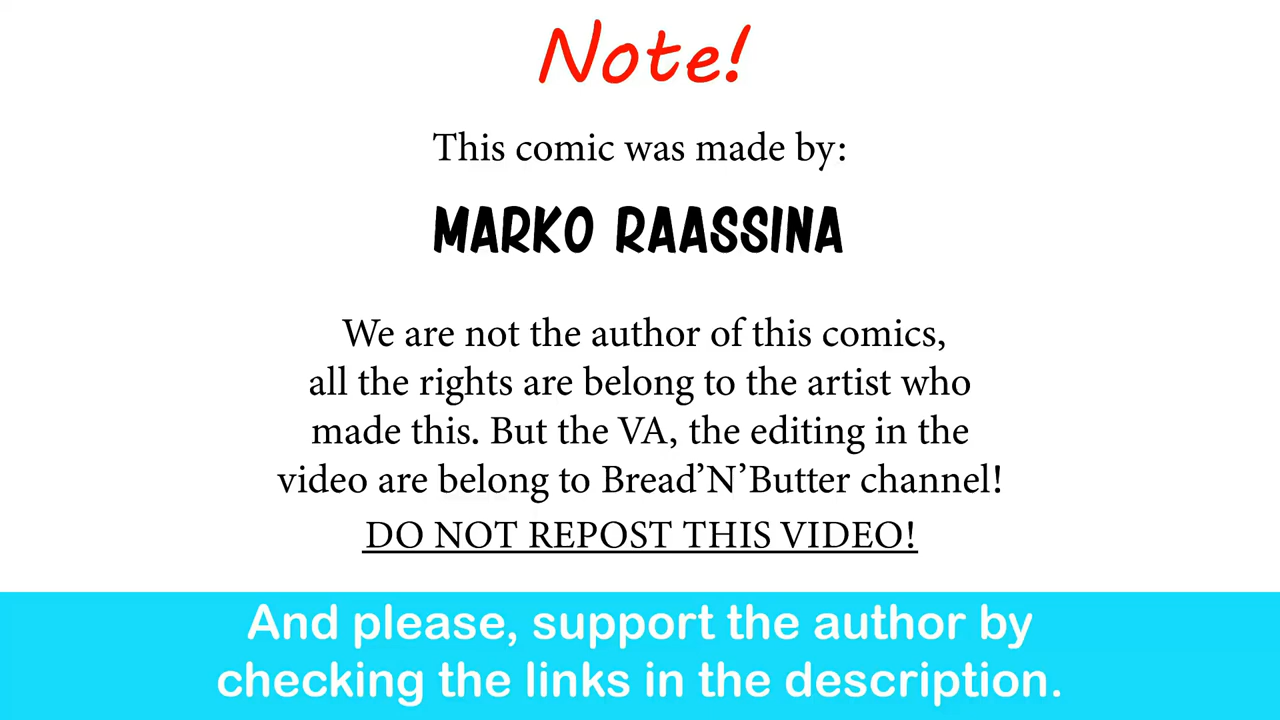 Note!
This comic was made by:
MARKO RAASSINA
We are not the author of this comics,
all the rights are belong to the artist who
made this. But the VA, the editing in the
video are belong to Bread’N’Butter channel!
DO NOT REPOST THIS VIDEO!
And please, support the author by
checking the links in the description.